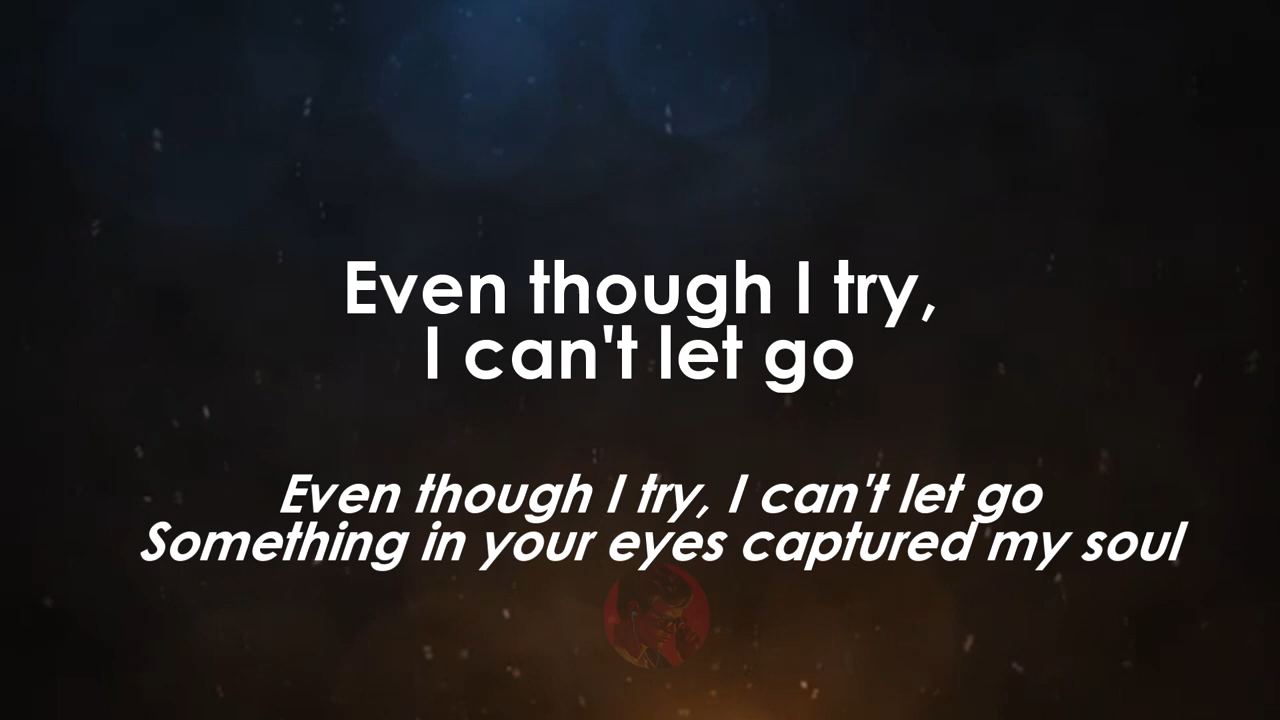 Even though I try,
I can't let go
Even though I try, I can't let go
Something in your eyes captured my soul